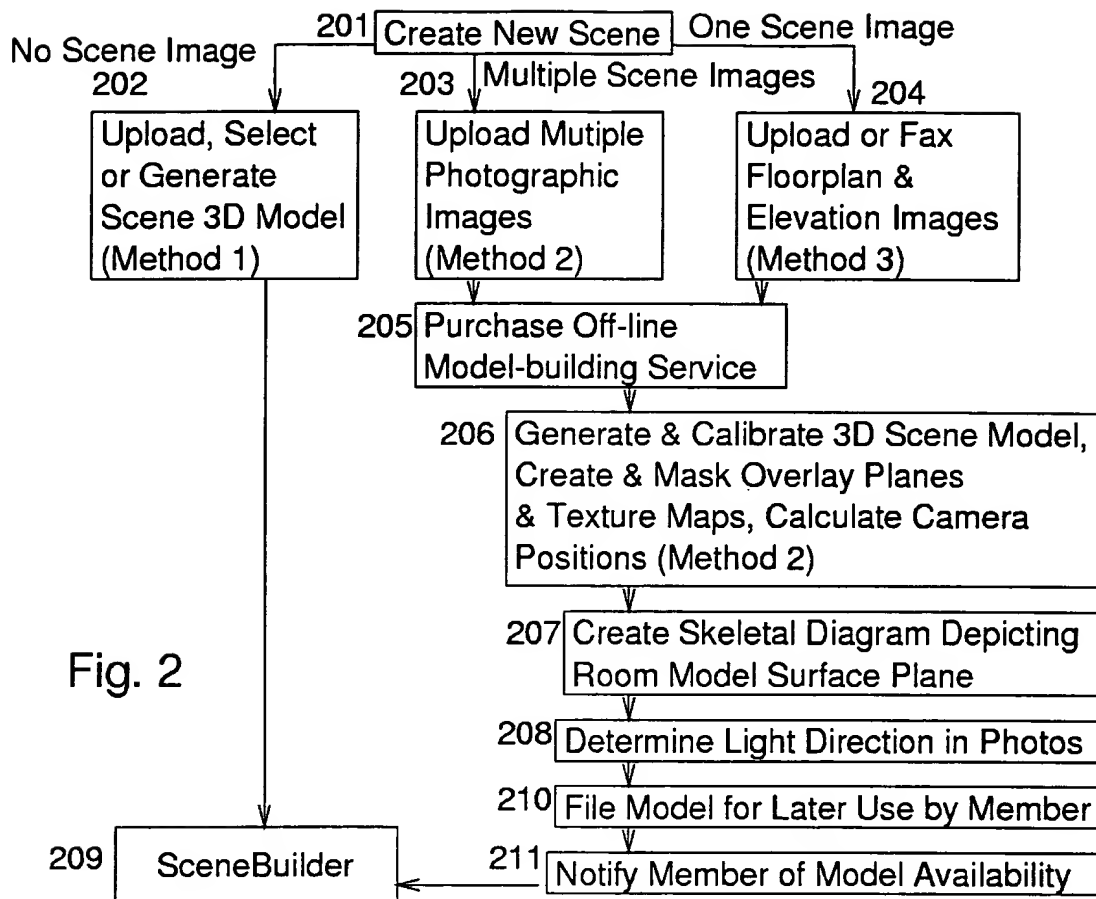 201 Create New Scene
No Scene Image
One Scene Image
Multiple Scene Images
202
Upload, Select
or Generate
Scene 3D Model
(Method 1)
203
Upload Mutiple
Photographic
Images
(Method 2)
204
Upload or Fax
Floorplan &
Elevation Images
(Method 3)
205 Purchase Off-line
Model-building Service
206 Generate & Calibrate 3D Scene Model,
Create & Mask Overlay Planes
& Texture Maps, Calculate Camera
Positions (Method 2)
207 Create Skeletal Diagram Depicting
Room Model Surface Plane
Fig. 2
208 Determine Light Direction in Photos
210 File Model for Later Use by Member
211 Notify Member of Model Availability
209 SceneBuilder